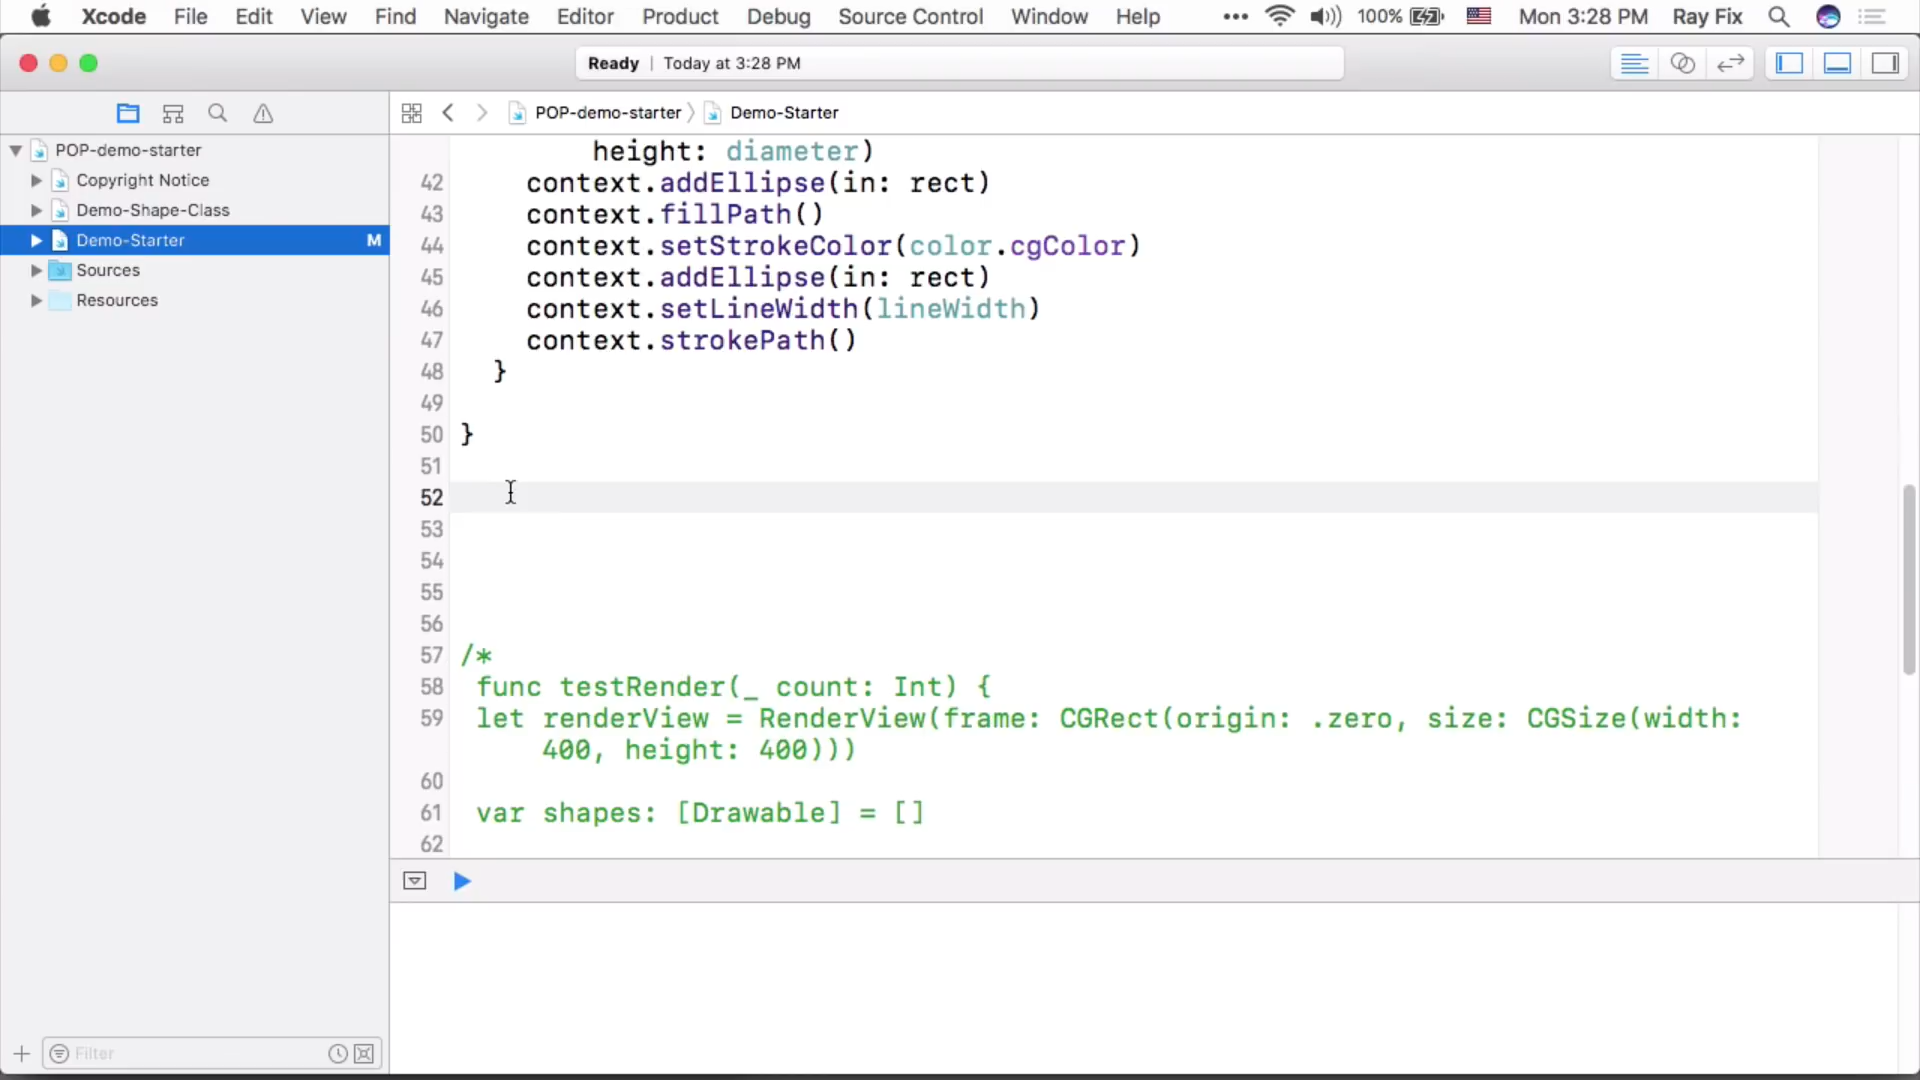 Xcode File Edit View Find Navigate Editor Product Debug Source Control Window Help 100% Mon 3:28 PM Ray Fix
Ready | Today at 3:28 PM
POP-demo-starter
Copyright Notice
Demo-Shape-Class
Demo-Starter M
Sources
Resources
Filter
POP-demo-starter Demo-Starter
height: diameter)
42 context.addEllipse(in: rect)
43 context.fillPath()
44 context.setStrokeColor(color.cgColor)
45 context.addEllipse(in: rect)
46 context.setLineWidth(lineWidth)
47 context.strokePath()
48 }
49
50 }
51
52
53
54
55
56
57 /*
58 func testRender(_ count: Int) {
59 let renderView = RenderView(frame: CGRect(origin: .zero, size: CGSize(width:
400, height: 400)))
60
61 var shapes: [Drawable] = []
62